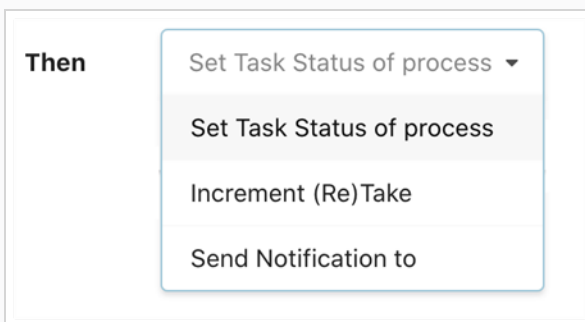 Then
Set Task Status of process
Set Task Status of process
Increment (Re)Take
Send Notification to